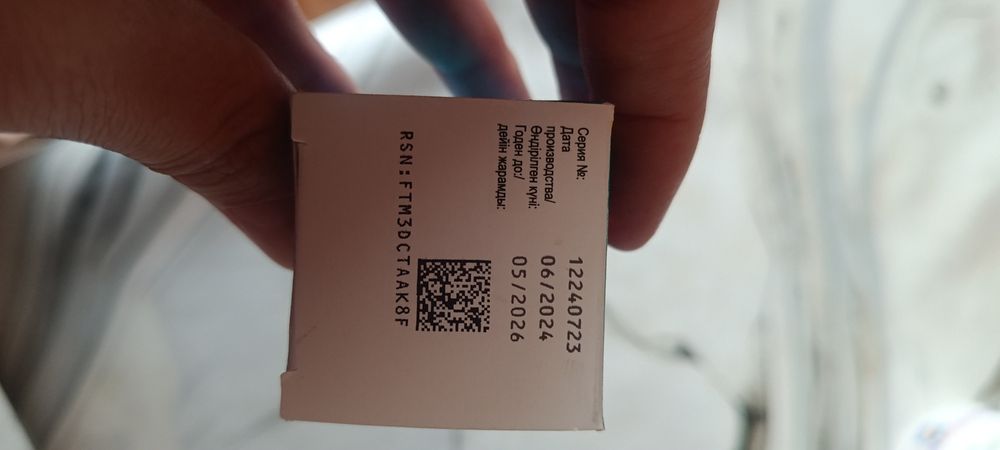 Серия №: 12240723
Дата
производства/
Өндірілген күні: 06/2024
Годен до:/
дейін жарамды: 05/2026
RSN:FTM3DCTAAK8F